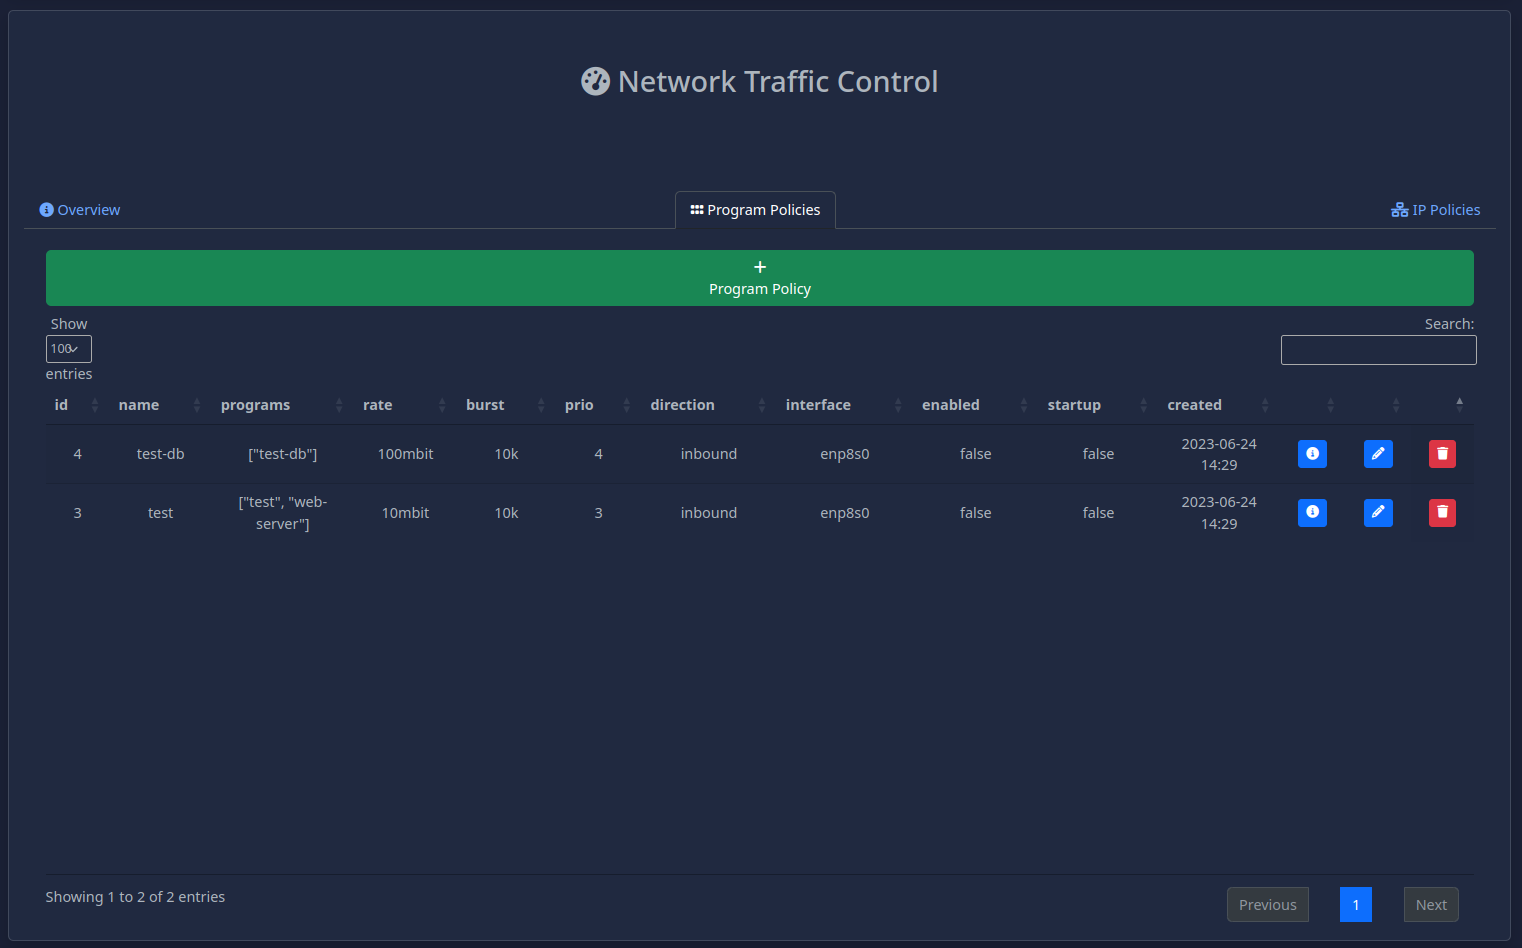 Network Traffic Control
Overview
Program Policies
IP Policies
+
Program Policy
Show
100
entries
Search:
id name programs rate burst prio direction interface enabled startup created
4 test-db ["test-db"] 100mbit 10k 4 inbound enp8s0 false false 2023-06-24
14:29
3 test ["test", "web-
server"] 10mbit 10k 3 inbound enp8s0 false false 2023-06-24
14:29
Showing 1 to 2 of 2 entries
Previous 1 Next